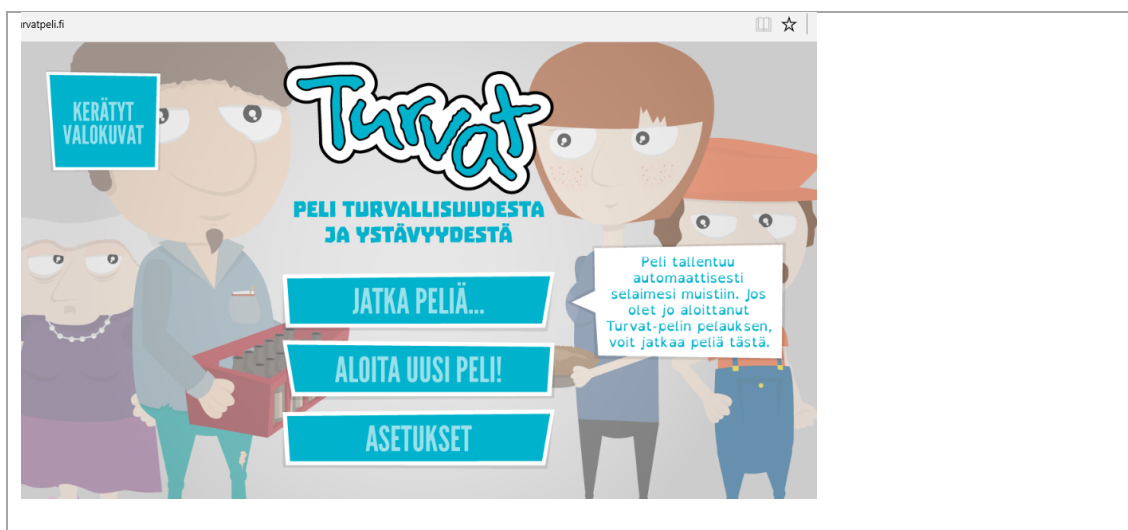 rvatpeli.fi
KERÄTYT
VALOKUVAT
Turvat
PELI TURVALLISUUDESTA
JA YSTÄVYYDESTÄ
JATKA PELIÄ...
Peli tallentuu
automaattisesti
selaimesi muistiin. Jos
olet jo aloittanut
Turvat-pelin pelauksen,
voit jatkaa peliä tästä.
ALOITA UUSI PELI!
ASETUKSET